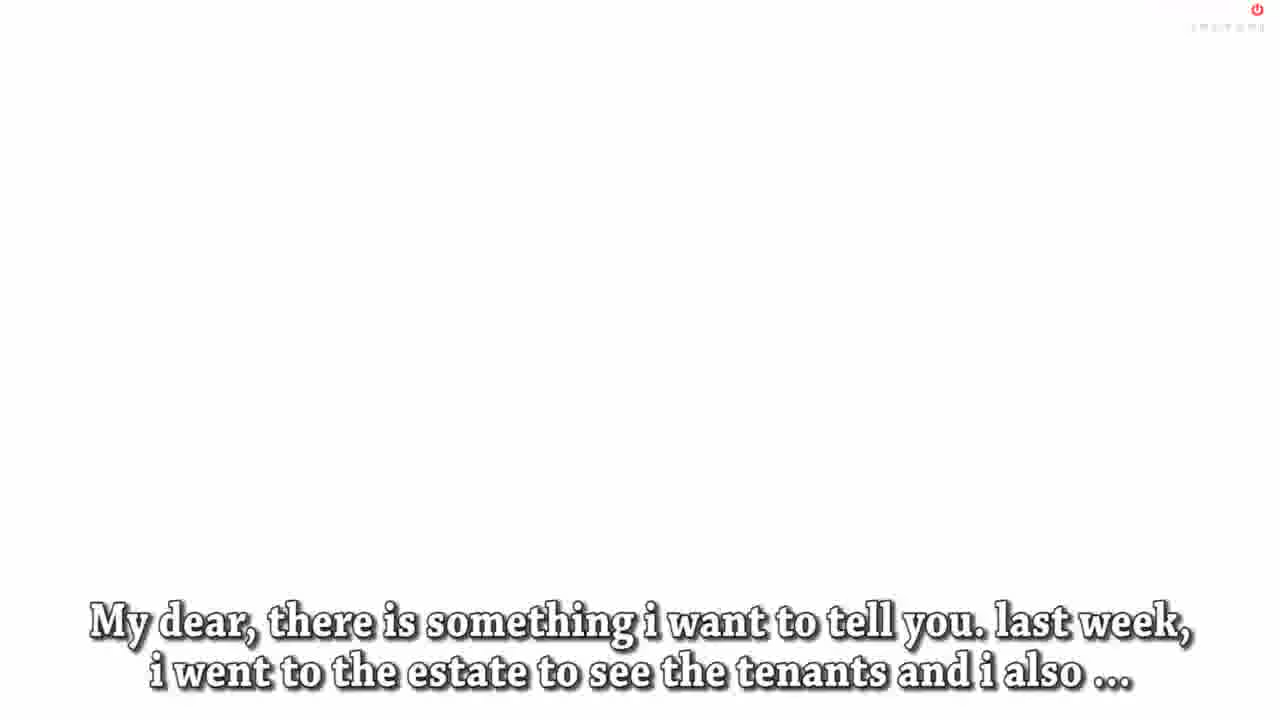 My dear, there is something i want to tell you. last week,
i went to the estate to see the tenants and i also ...